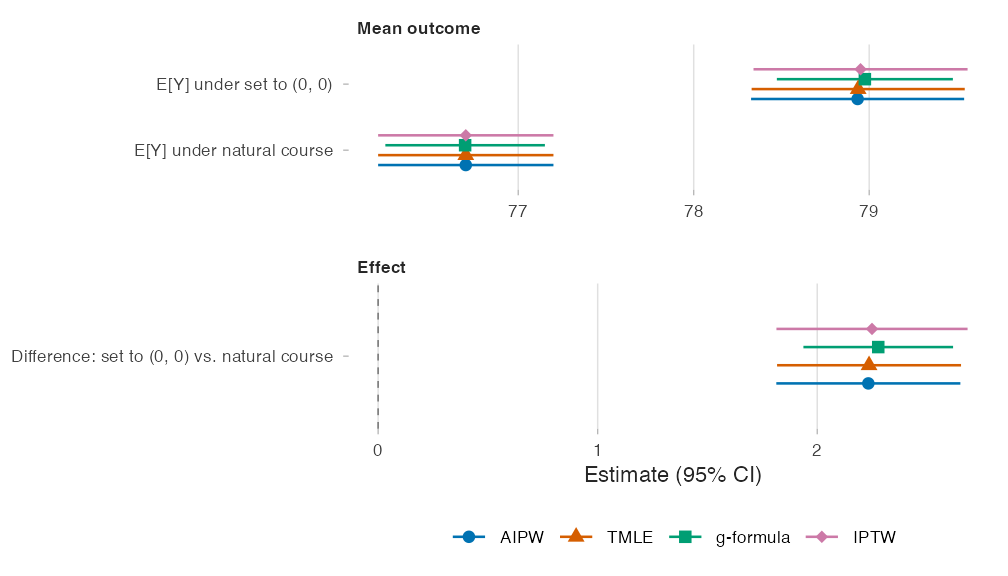 Mean outcome
E[Y] under set to (0, 0)
E[Y] under natural course
77 78 79
Effect
Difference: set to (0, 0) vs. natural course
0 1 2
Estimate (95% CI)
AIPW TMLE g-formula IPTW